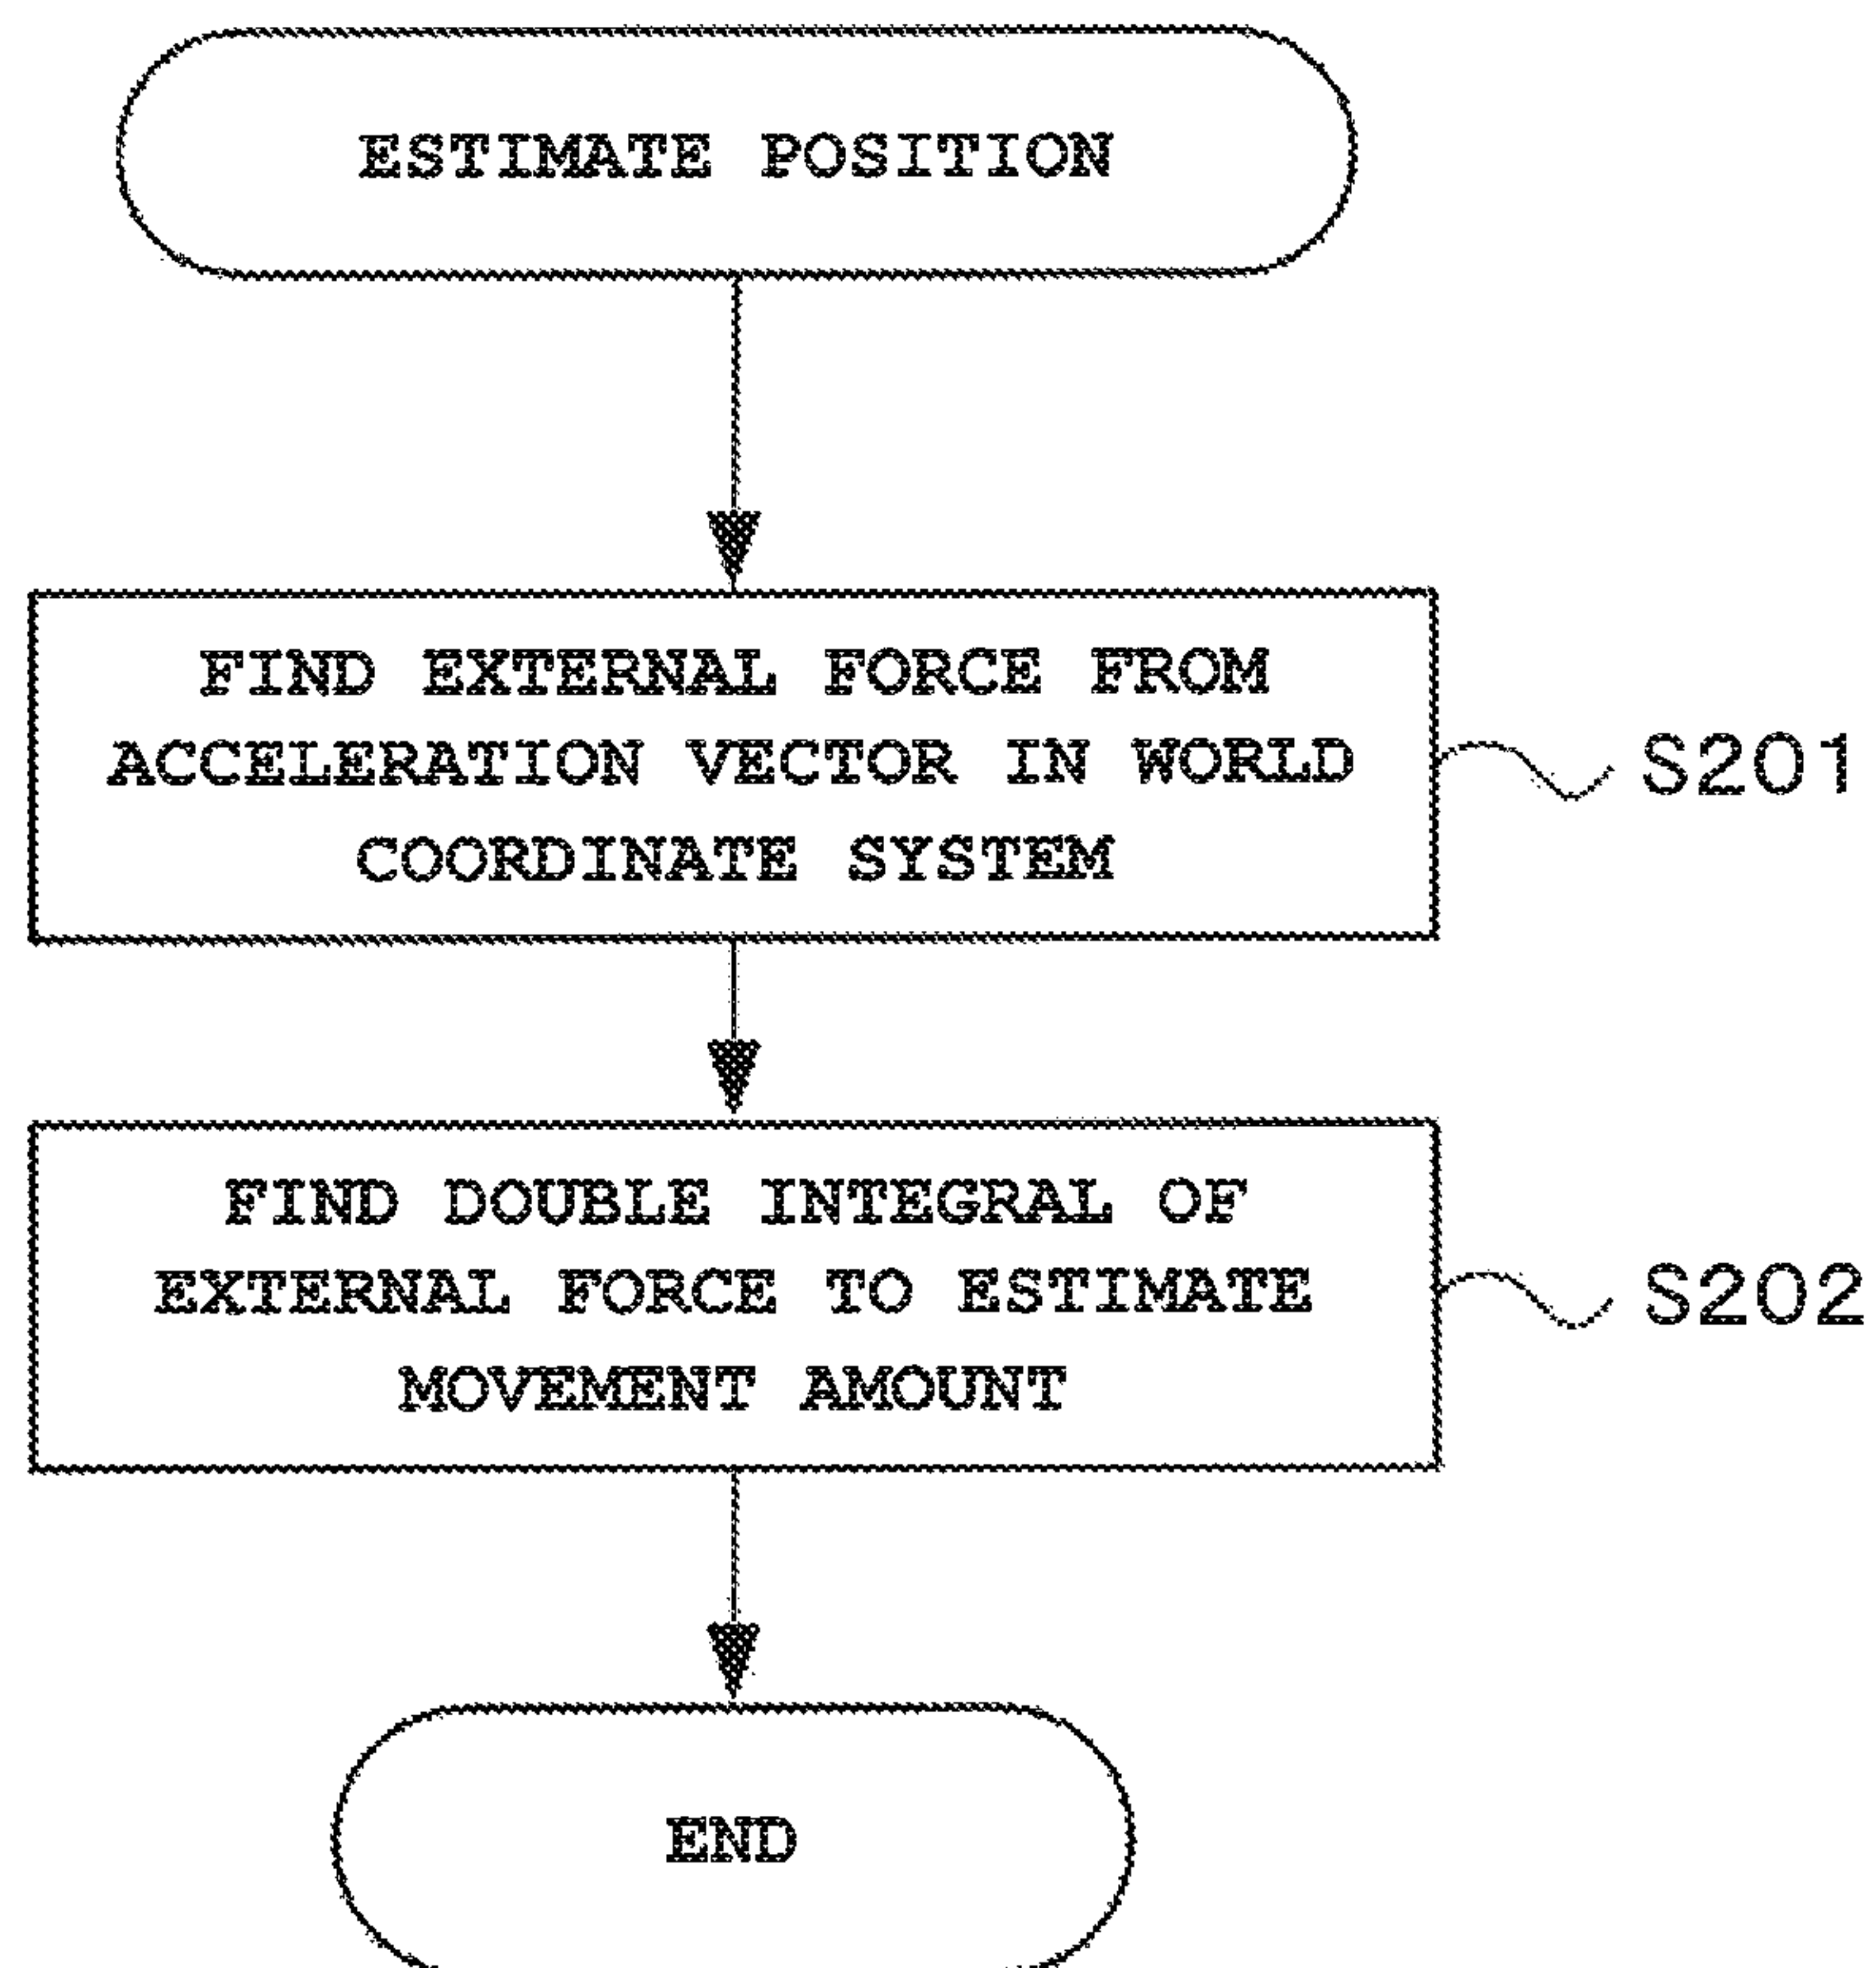 ESTIMATE POSITION
FIND EXTERNAL FORCE FROM
ACCELERATION VECTOR IN WORLD
COORDINATE SYSTEM
S201
FIND DOUBLE INTEGRAL OF
EXTERNAL FORCE TO ESTIMATE
MOVEMENT AMOUNT
S202
END